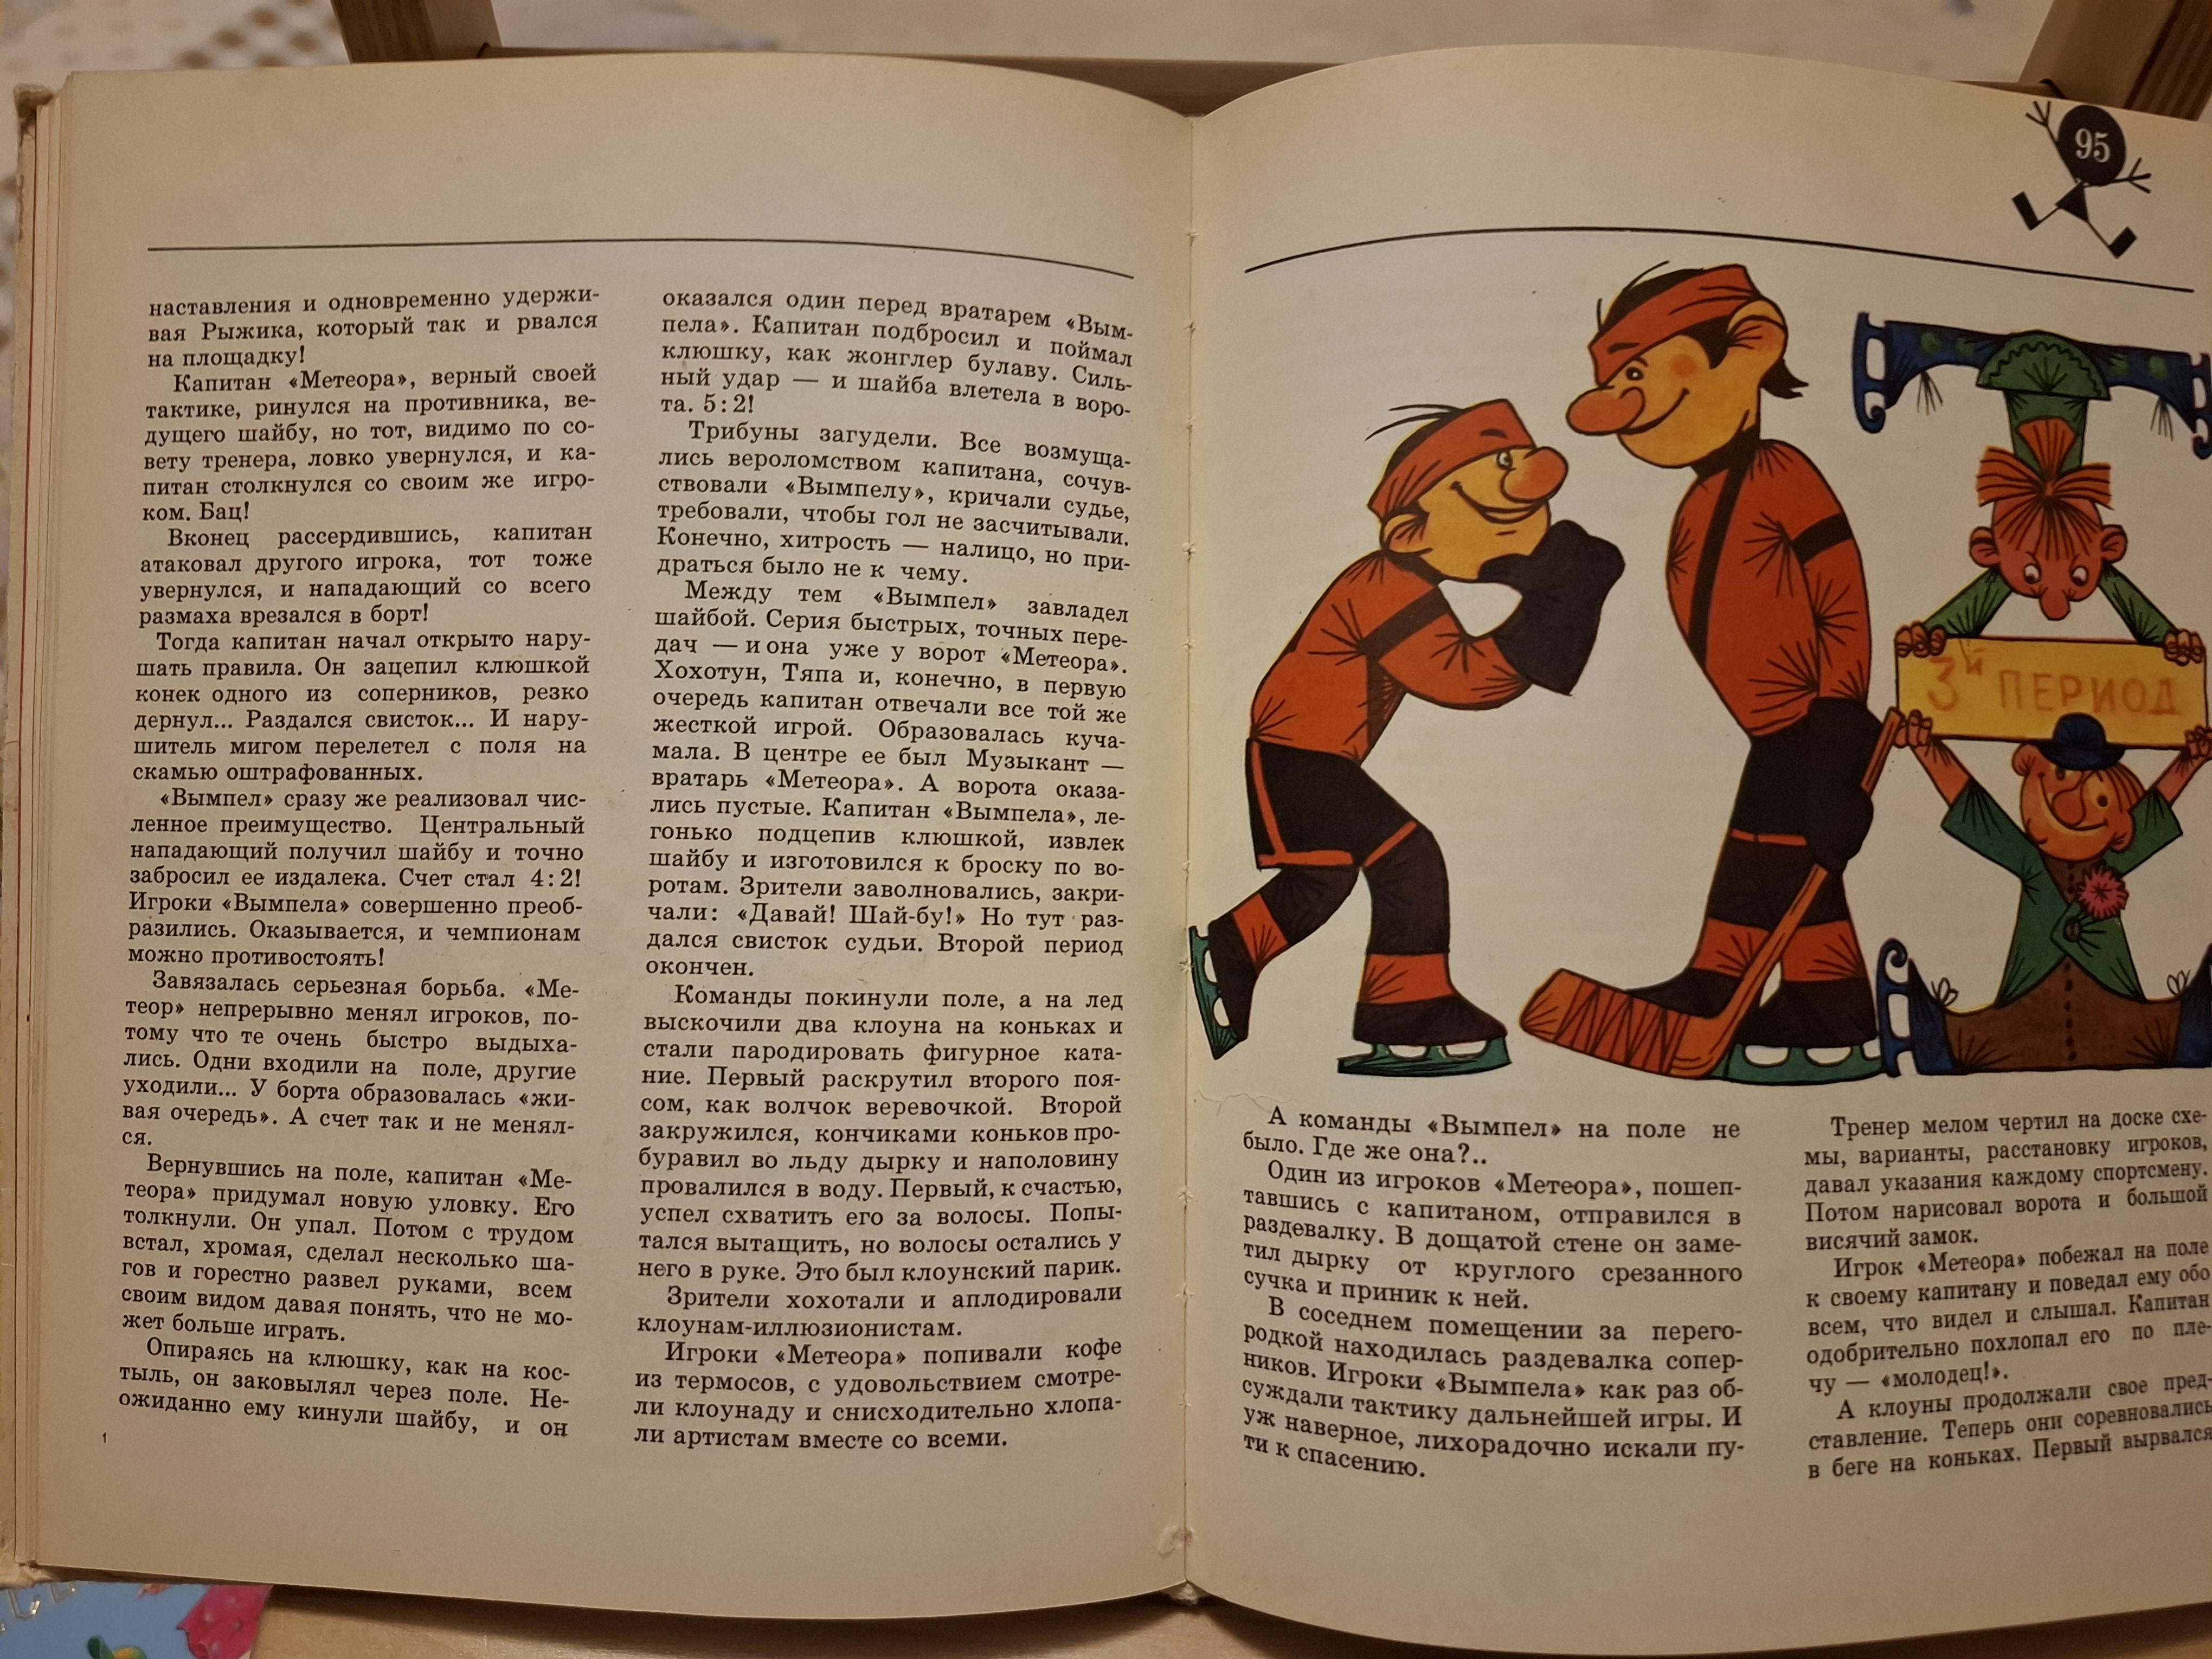 наставления и одновременно удержи-
вая Рыжика, который так и рвался
на площадку!
Капитан «Метеора», верный своей
тактике, ринулся на противника, ве-
дущего шайбу, но тот, видимо по со-
вету тренера, ловко увернулся, и ка-
питан столкнулся со своим же игро-
ком. Бац!
Вконец рассердившись, капитан
атаковал другого игрока, тот тоже
увернулся, и нападающий со всего
размаха врезался в борт!
Тогда капитан начал открыто нару-
шать правила. Он зацепил клюшкой
конек одного из соперников, резко
дернул... Раздался свисток... И нару-
шитель мигом перелетел с поля на
скамью оштрафованных.
«Вымпел» сразу же реализовал чис-
ленное преимущество. Центральный
нападающий получил шайбу и точно
забросил ее издалека. Счет стал 4:2!
Игроки «Вымпела» совершенно преоб-
разились. Оказывается, и чемпионам
можно противостоять!
Завязалась серьезная борьба. «Ме-
теор» непрерывно менял игроков, по-
тому что те очень быстро выдыха-
лись. Одни входили на поле, другие
уходили... У борта образовалась «жи-
вая очередь». А счет так и не менял-
ся.
Вернувшись на поле, капитан «Ме-
теора» придумал новую уловку. Его
толкнули. Он упал. Потом с трудом
встал, хромая, сделал несколько ша-
гов и горестно развел руками, всем
своим видом давая понять, что не мо-
жет больше играть.
Опираясь на клюшку, как на кос-
тыль, он заковылял через поле. Не-
ожиданно ему кинули шайбу, и он
оказался один перед вратарем «Вым-
пела». Капитан подбросил и поймал
клюшку, как жонглер булаву. Силь-
ный удар — и шайба влетела в воро-
та. 5:2!
Трибуны загудели. Все возмуща-
лись вероломством капитана, сочув-
ствовали «Вымпелу», кричали судье,
требовали, чтобы гол не засчитывали.
Конечно, хитрость — налицо, но при-
драться было не к чему.
Между тем «Вымпел» завладел
шайбой. Серия быстрых, точных пере-
дач — и она уже у ворот «Метеора».
Хохотун, Тяпа и, конечно, в первую
очередь капитан отвечали все той же
жесткой игрой. Образовалась куча-
мала. В центре ее был Музыкант —
вратарь «Метеора». А ворота оказа-
лись пустые. Капитан «Вымпела», ле-
гонько подцепив клюшкой, извлек
шайбу и изготовился к броску по во-
ротам. Зрители заволновались, закри-
чали: «Давай! Шай-бу!» Но тут раз-
дался свисток судьи. Второй период
окончен.
Команды покинули поле, а на лед
выскочили два клоуна на коньках и
стали пародировать фигурное ката-
ние. Первый раскрутил второго поя-
сом, как волчок веревочкой. Второй
закружился, кончиками коньков про-
буравил во льду дырку и наполовину
провалился в воду. Первый, к счастью,
успел схватить его за волосы. Попы-
тался вытащить, но волосы остались у
него в руке. Это был клоунский парик.
Зрители хохотали и аплодировали
клоунам-иллюзионистам.
Игроки «Метеора» попивали кофе
из термосов, с удовольствием смотре-
ли клоунаду и снисходительно хлопа-
ли артистам вместе со всеми.
95
3й ПЕРИОД
А команды «Вымпел» на поле не
было. Где же она?..
Один из игроков «Метеора», пошеп-
тавшись с капитаном, отправился в
раздевалку. В дощатой стене он заме-
тил дырку от круглого срезанного
сучка и приник к ней.
В соседнем помещении за перего-
родкой находилась раздевалка сопер-
ников. Игроки «Вымпела» как раз об-
суждали тактику дальнейшей игры. И
уж наверное, лихорадочно искали пу-
ти к спасению.
Тренер мелом чертил на доске схе-
мы, варианты, расстановку игроков,
давал указания каждому спортсмену.
Потом нарисовал ворота и большой
висячий замок.
Игрок «Метеора» побежал на поле
к своему капитану и поведал ему обо
всем, что видел и слышал. Капитан
одобрительно похлопал его по пле-
чу — «молодец!».
А клоуны продолжали свое пред-
ставление. Теперь они соревновались
в беге на коньках. Первый вырвался